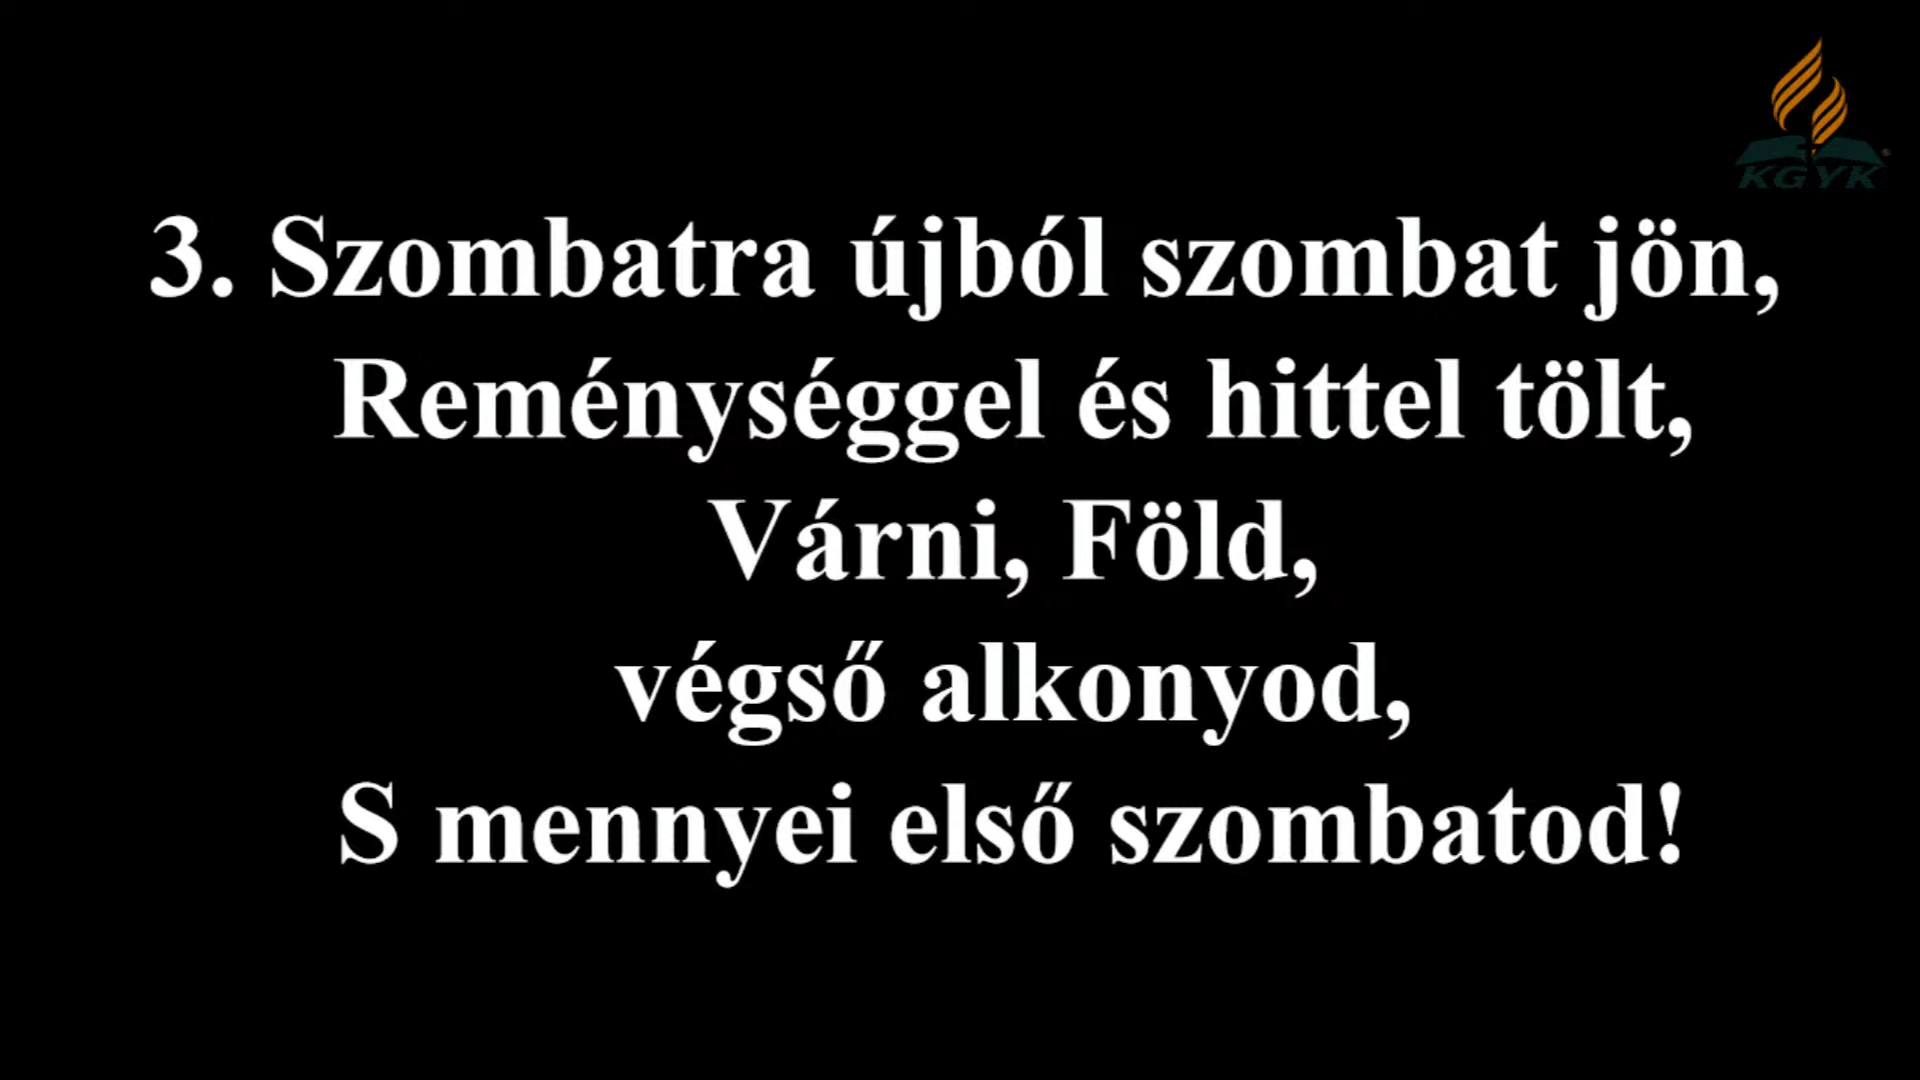 KGYK
3. Szombatra újból szombat jön,
Reménységgel és hittel tölt,
Várni, Föld,
végső alkonyod,
S mennyei első szombatod!